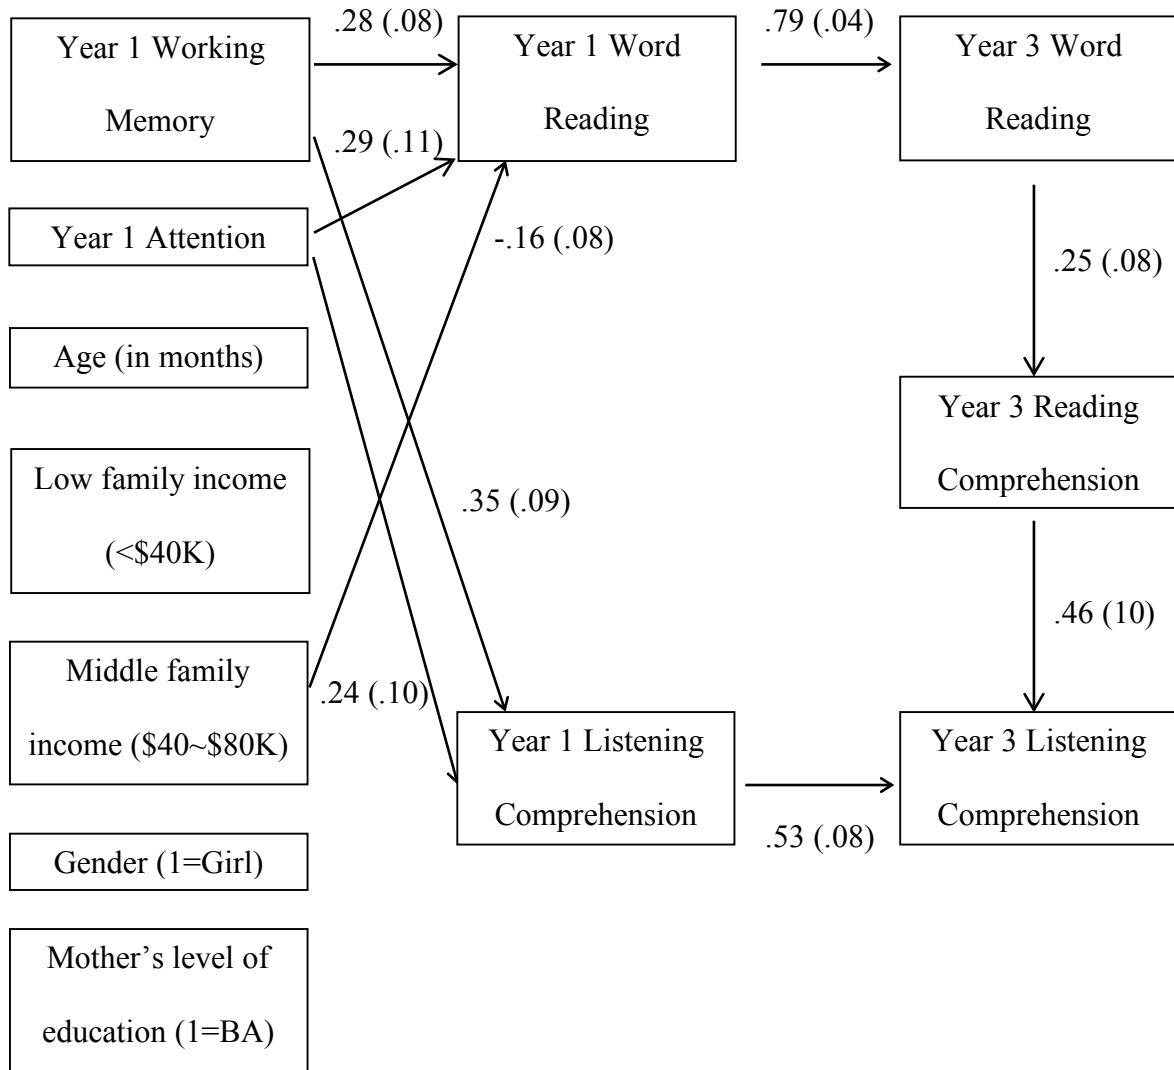 Year 1 Working
Memory
.28 (.08)
Year 1 Word
Reading
.79 (.04)
Year 3 Word
Reading
.29 (.11)
Year 1 Attention
-.16 (.08)
.25 (.08)
Age (in months)
Year 3 Reading
Comprehension
Low family income
(<$40K)
.35 (.09)
.46 (10)
Middle family
income ($40~$80K)
.24 (.10)
Year 1 Listening
Comprehension
.53 (.08)
Year 3 Listening
Comprehension
Gender (1=Girl)
Mother’s level of
education (1=BA)